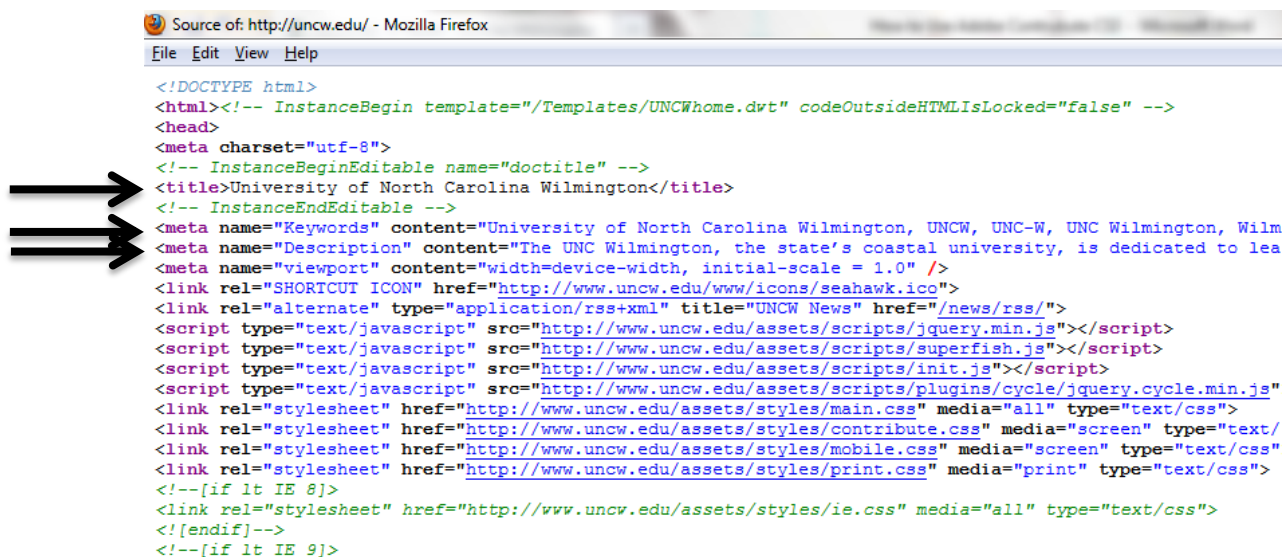 Source of: http://uncw.edu/ - Mozilla Firefox
File Edit View Help
<!DOCTYPE html>
<html><!-- InstanceBegin template="/Templates/UNCWhome.dwt" codeOutsideHTMLIsLocked="false" -->
<head>
<meta charset="utf-8">
<!-- InstanceBeginEditable name="doctitle" -->
<title>University of North Carolina Wilmington</title>
<!-- InstanceEndEditable -->
<meta name="Keywords" content="University of North Carolina Wilmington, UNCW, UNC-W, UNC Wilmington, Wilm
<meta name="Description" content="The UNC Wilmington, the state's coastal university, is dedicated to lea
<meta name="viewport" content="width=device-width, initial-scale = 1.0" />
<link rel="SHORTCUT ICON" href="http://www.uncw.edu/www/icons/seahawk.ico">
<link rel="alternate" type="application/rss+xml" title="UNCW News" href="/news/rss/">
<script type="text/javascript" src="http://www.uncw.edu/assets/scripts/jquery.min.js"></script>
<script type="text/javascript" src="http://www.uncw.edu/assets/scripts/superfish.js"></script>
<script type="text/javascript" src="http://www.uncw.edu/assets/scripts/init.js"></script>
<script type="text/javascript" src="http://www.uncw.edu/assets/scripts/plugins/cycle/jquery.cycle.min.js"
<link rel="stylesheet" href="http://www.uncw.edu/assets/styles/main.css" media="all" type="text/css">
<link rel="stylesheet" href="http://www.uncw.edu/assets/styles/contribute.css" media="screen" type="text/
<link rel="stylesheet" href="http://www.uncw.edu/assets/styles/mobile.css" media="screen" type="text/css"
<link rel="stylesheet" href="http://www.uncw.edu/assets/styles/print.css" media="print" type="text/css">
<!--[if lt IE 8]>
<link rel="stylesheet" href="http://www.uncw.edu/assets/styles/ie.css" media="all" type="text/css">
<![endif]-->
<!--[if lt IE 9]>